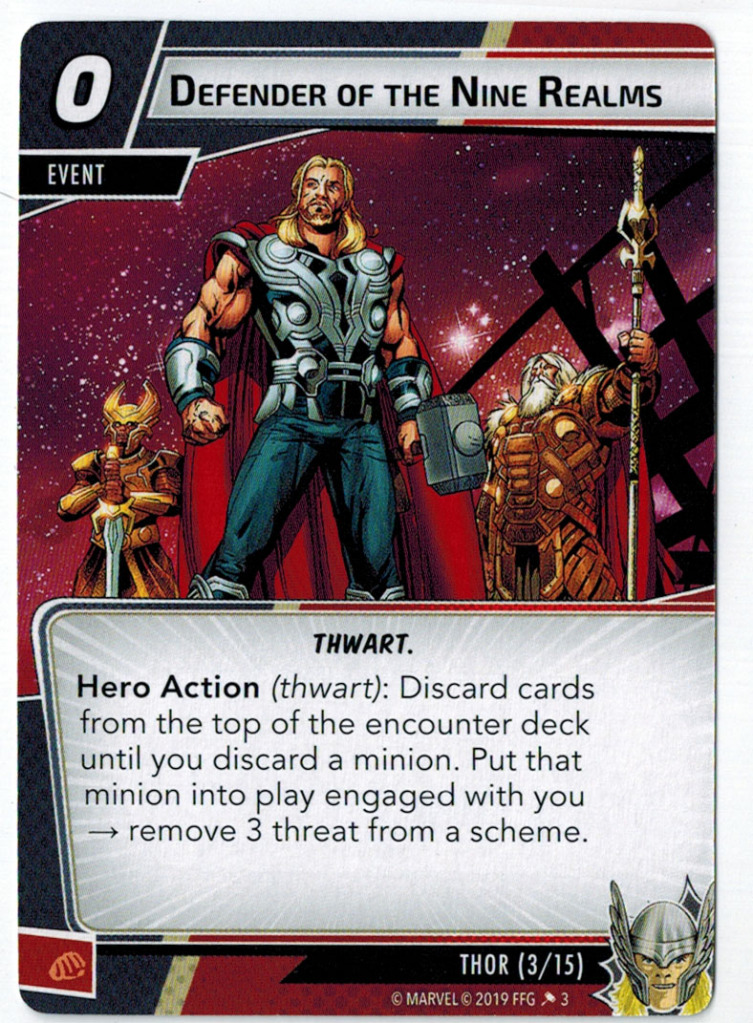 0
DEFENDER OF THE NINE REALMS
EVENT
THWART.
Hero Action (thwart): Discard cards
from the top of the encounter deck
until you discard a minion. Put that
minion into play engaged with you
→ remove 3 threat from a scheme.
THOR (3/15)
© MARVEL © 2019 FFG 3